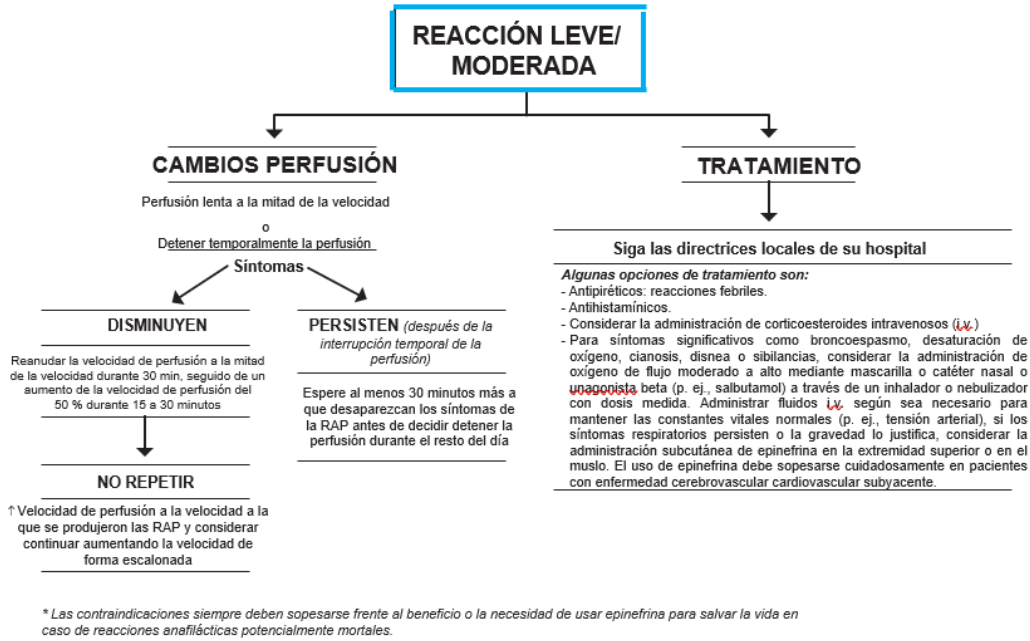 REACCIÓN LEVE/
MODERADA
CAMBIOS PERFUSIÓN
Perfusión lenta a la mitad de la velocidad
o
Detener temporalmente la perfusión
Síntomas
DISMINUYEN
Reanudar la velocidad de perfusión a la mitad
de la velocidad durante 30 min, seguido de un
aumento de la velocidad de perfusión del
50 % durante 15 a 30 minutos
NO REPETIR
↑Velocidad de perfusión a la velocidad a la
que se produjeron las RAP y considerar
continuar aumentando la velocidad de
forma escalonada
PERSISTEN (después de la
interrupción temporal de la
perfusión)
Espere al menos 30 minutos más a
que desaparezcan los síntomas de
la RAP antes de decidir detener la
perfusión durante el resto del día
TRATAMIENTO
Siga las directrices locales de su hospital
Algunas opciones de tratamiento son:
- Antipiréticos: reacciones febriles.
- Antihistamínicos.
- Considerar la administración de corticoesteroides intravenosos (i.v.)
- Para síntomas significativos como broncoespasmo, desaturación de
oxígeno, cianosis, disnea o sibilancias, considerar la administración de
oxígeno de flujo moderado a alto mediante mascarilla o catéter nasal o
unagonista beta (p. ej., salbutamol) a través de un inhalador o nebulizador
con dosis medida. Administrar fluidos i.v. según sea necesario para
mantener las constantes vitales normales (p. ej., tensión arterial), si los
síntomas respiratorios persisten o la gravedad lo justifica, considerar la
administración subcutánea de epinefrina en la extremidad superior o en el
muslo. El uso de epinefrina debe sopesarse cuidadosamente en pacientes
con enfermedad cerebrovascular cardiovascular subyacente.
* Las contraindicaciones siempre deben sopesarse frente al beneficio o la necesidad de usar epinefrina para salvar la vida en
caso de reacciones anafilácticas potencialmente mortales.